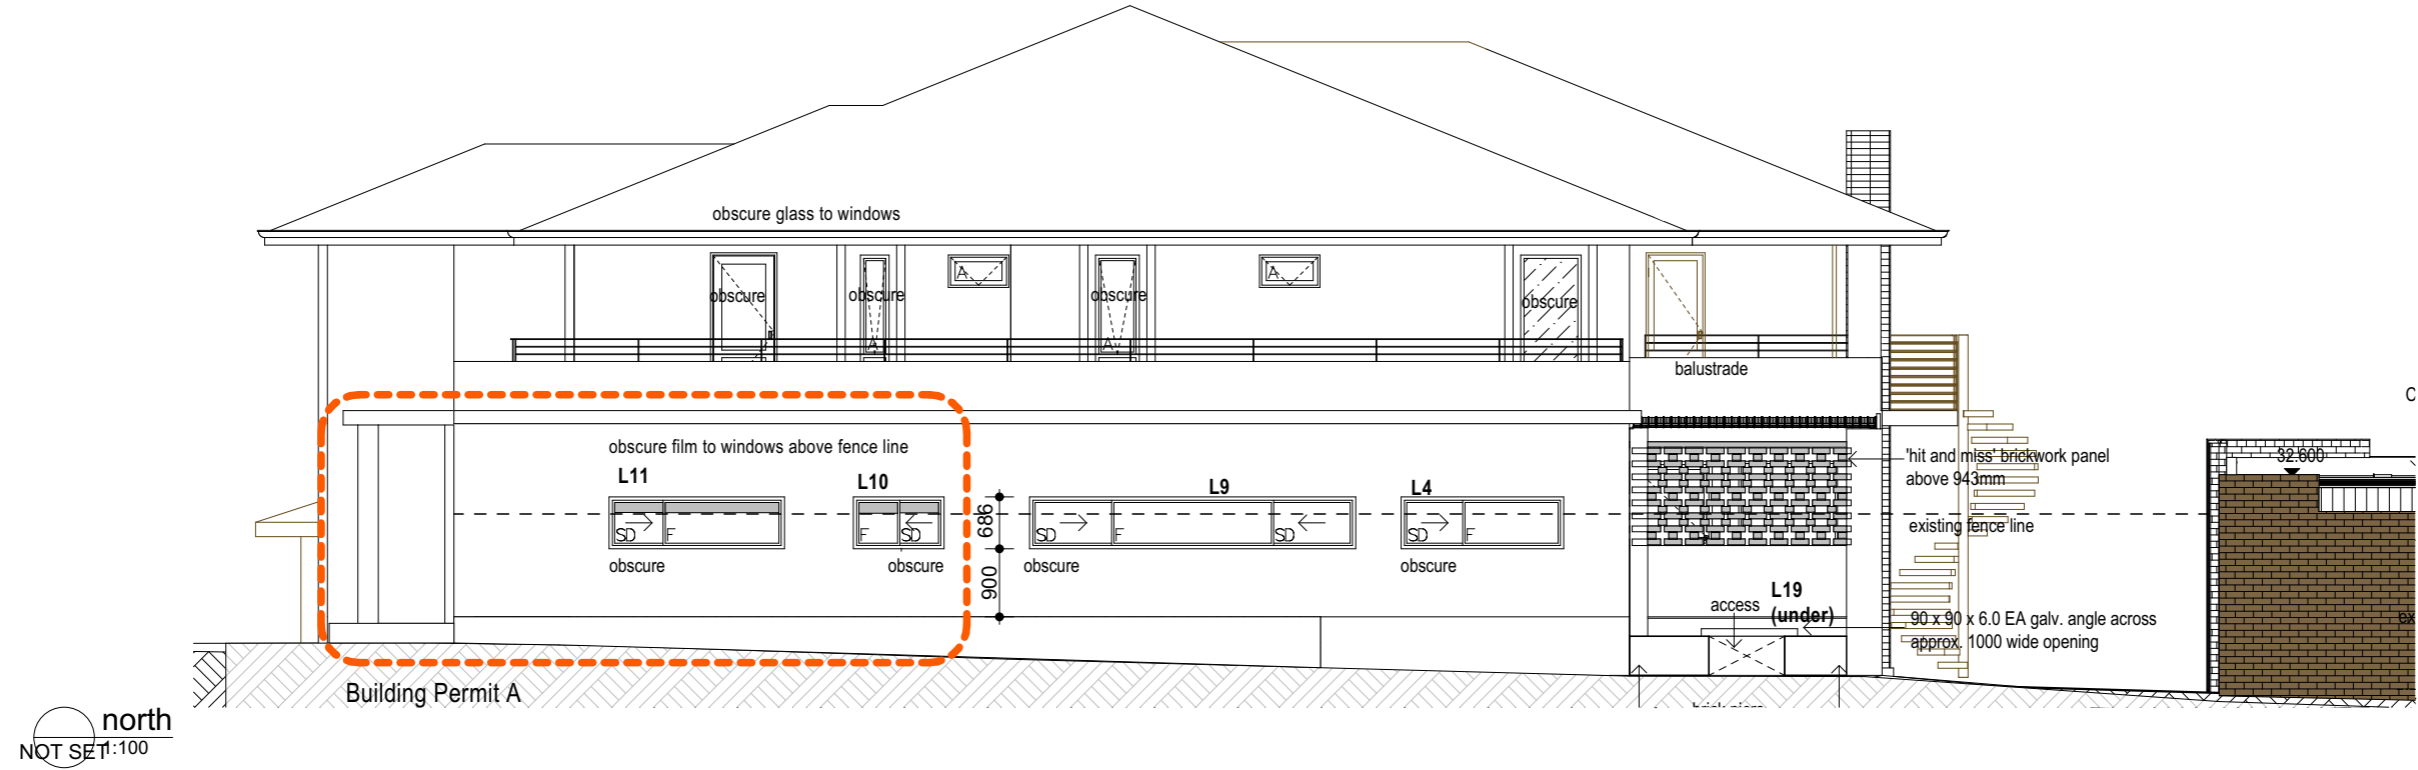 obscure glass to windows
A
A
obscure
obscure
obscure
obscure
A
A
balustrade
C
obscure film to windows above fence line
L11
L10
L9
L4
'hit and miss' brickwork panel
above 943mm
32.600
686
SD
F
F
SD
SD
F
SD
SD
F
existing fence line
obscure
obscure
obscure
obscure
900
L19
(under)
access
90 x 90 x 6.0 EA galv. angle across
approx. 1000 wide opening
ex
Building Permit A
north
NOT SET
1:100